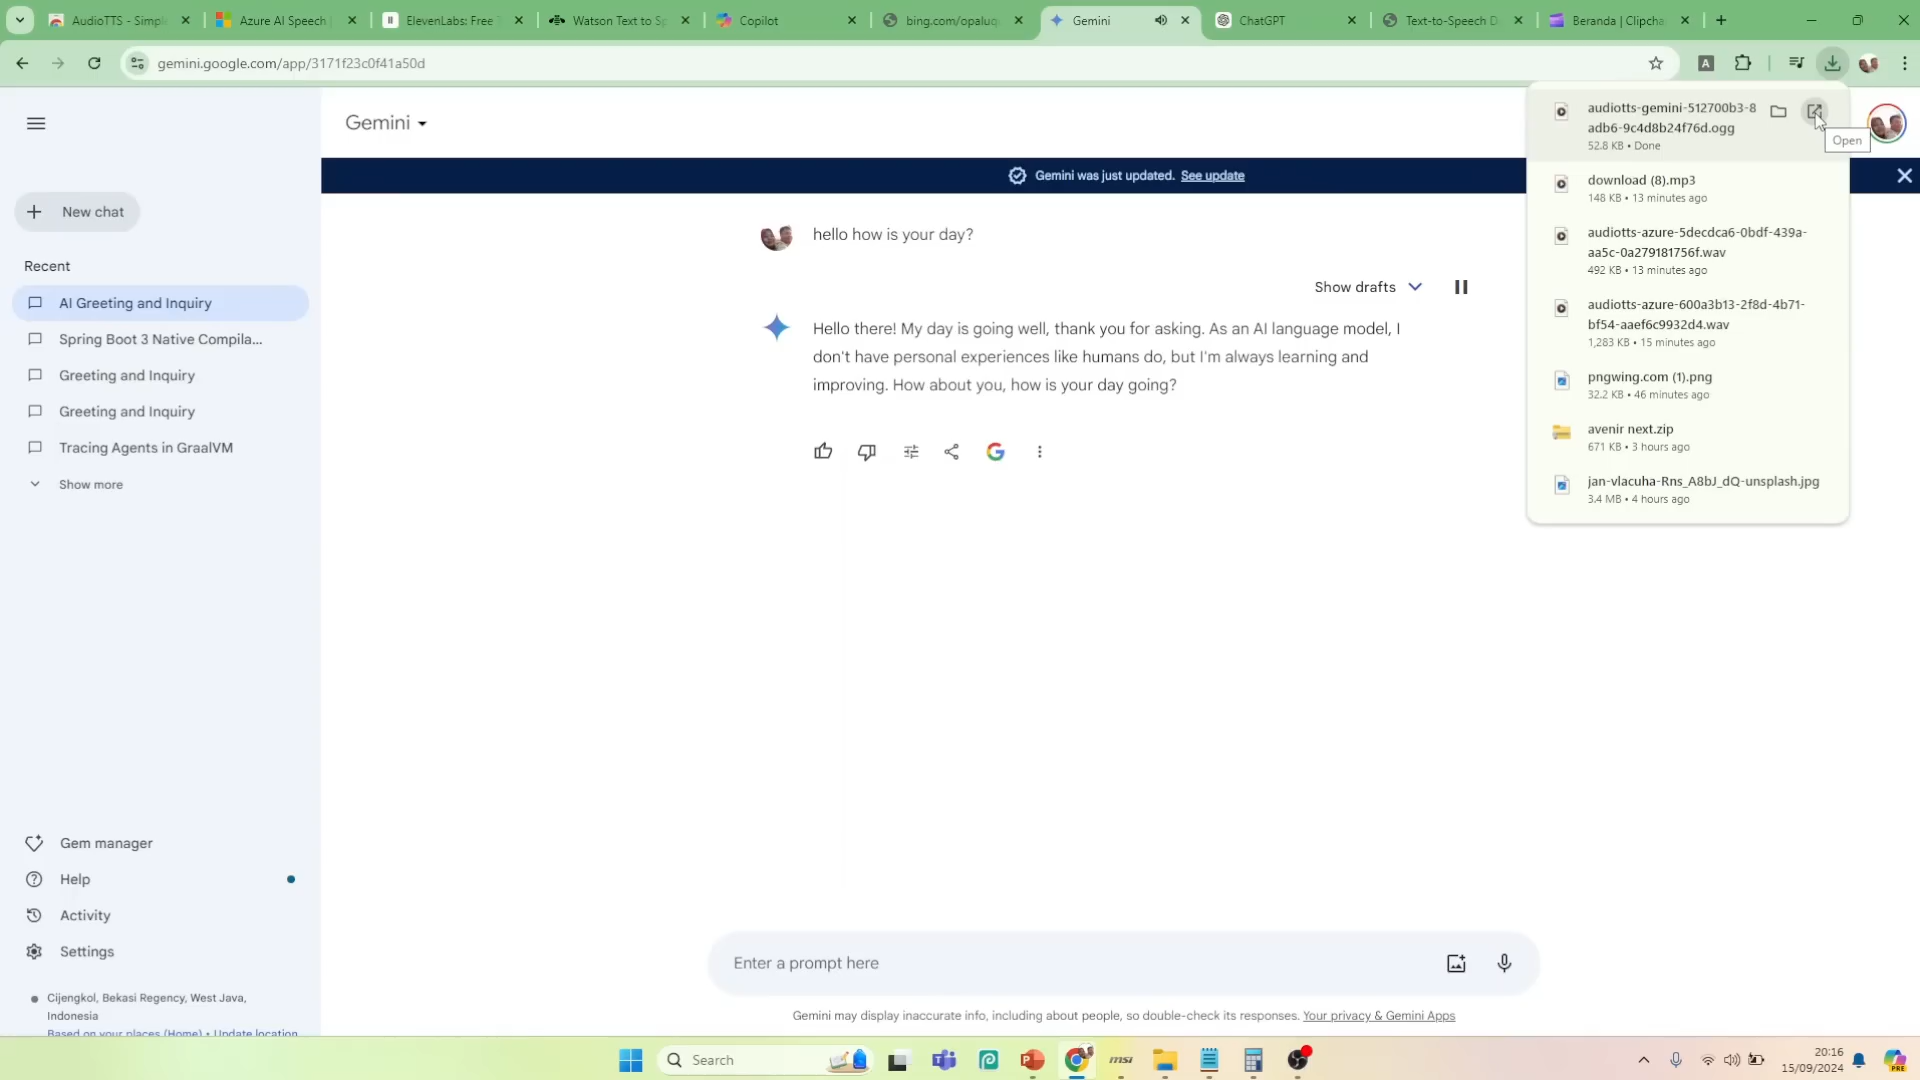 AudioTTS - Simple
Azure AI Speech
ElevenLabs: Free T
Watson Text to Sp
Copilot
bing.com/opaluq
Gemini
ChatGPT
Text-to-Speech D
Beranda | Clipcha
gemini.google.com/app/3171f23c0f41a50d
A
Gemini
Gemini was just updated. See update
New chat
Recent
AI Greeting and Inquiry
Spring Boot 3 Native Compila...
Greeting and Inquiry
Greeting and Inquiry
Tracing Agents in GraalVM
Show more
Gem manager
Help
Activity
Settings
Cijengkol, Bekasi Regency, West Java,
Indonesia
Based on your places (Home) • Update location
hello how is your day?
Show drafts
Hello there! My day is going well, thank you for asking. As an AI language model, I
don't have personal experiences like humans do, but I'm always learning and
improving. How about you, how is your day going?
Enter a prompt here
Gemini may display inaccurate info, including about people, so double-check its responses. Your privacy & Gemini Apps
audiotts-gemini-512700b3-8
adb6-9c4d8b24f76d.ogg
52.8 KB • Done
Open
download (8).mp3
148 KB • 13 minutes ago
audiotts-azure-5decdca6-0bdf-439a-
aa5c-0a279181756f.wav
492 KB • 13 minutes ago
audiotts-azure-600a3b13-2f8d-4b71-
bf54-aaef6c9932d4.wav
1,283 KB • 15 minutes ago
pngwing.com (1).png
32.2 KB • 46 minutes ago
avenir next.zip
671 KB • 3 hours ago
jan-vlacuha-Rns_A8bJ_dQ-unsplash.jpg
3.4 MB • 4 hours ago
Search
msi
20:16
15/09/2024
PRE